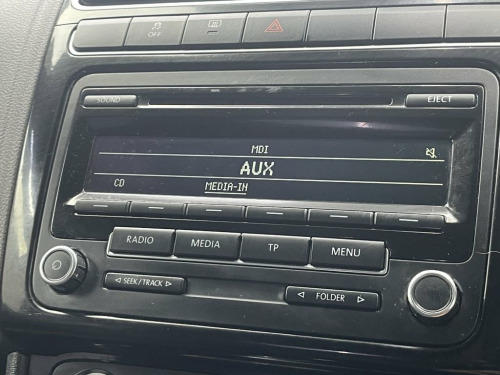 OFF
SOUND
EJECT
MDI
AUX
CD MEDIA-IN
RADIO MEDIA TP MENU
SEEK/TRACK
FOLDER